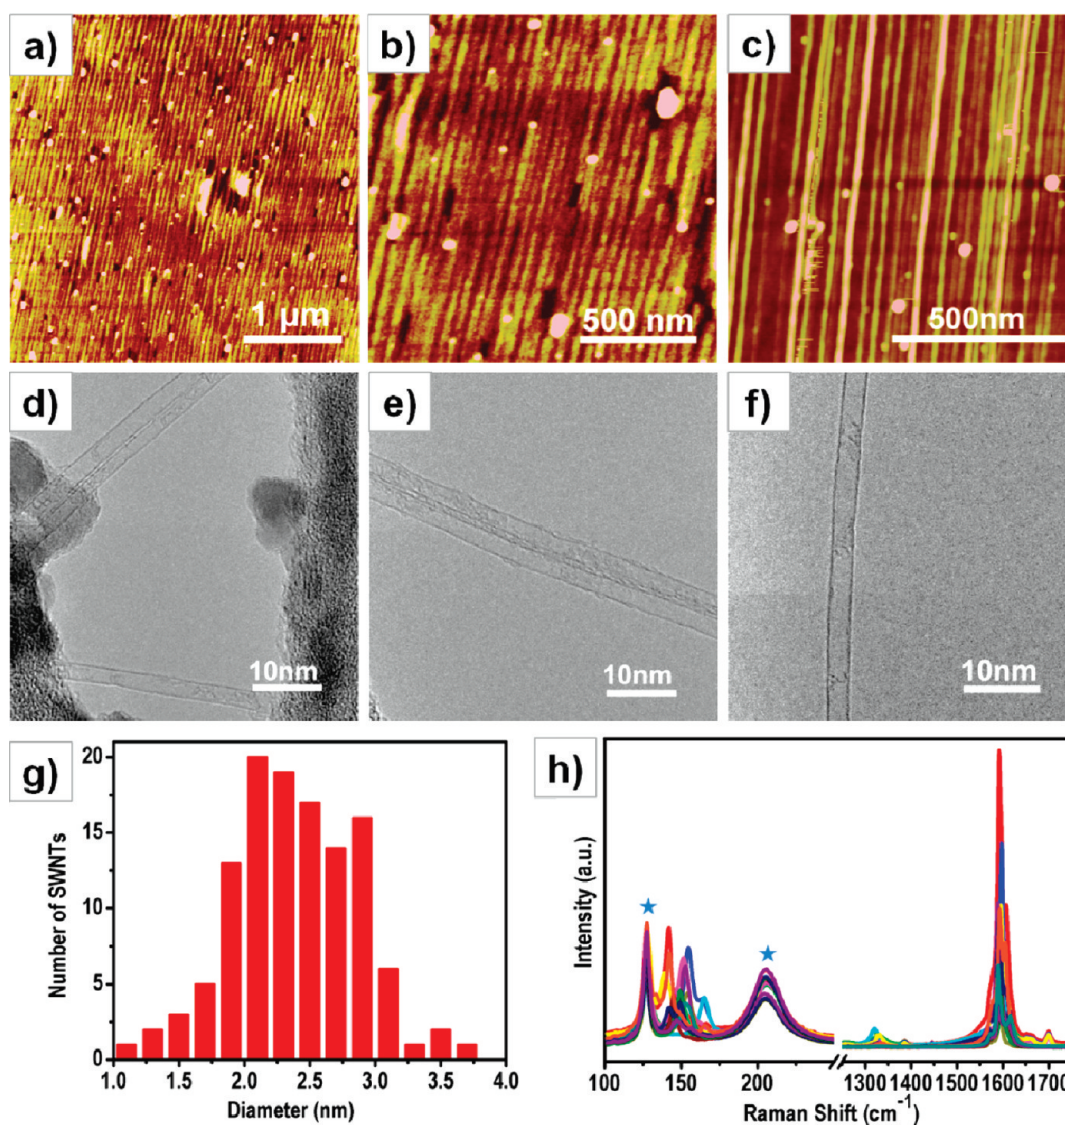 a)
b)
c)
1 μm
500 nm
500nm
d)
e)
f)
10nm
10nm
10nm
g)
20
15
10
5
0
Number of SWNTs
1.0 1.5 2.0 2.5 3.0 3.5 4.0
Diameter (nm)
h)
Intensity (a.u.)
100 150 200 1300 1400 1500 1600 1700
Raman Shift (cm⁻¹)